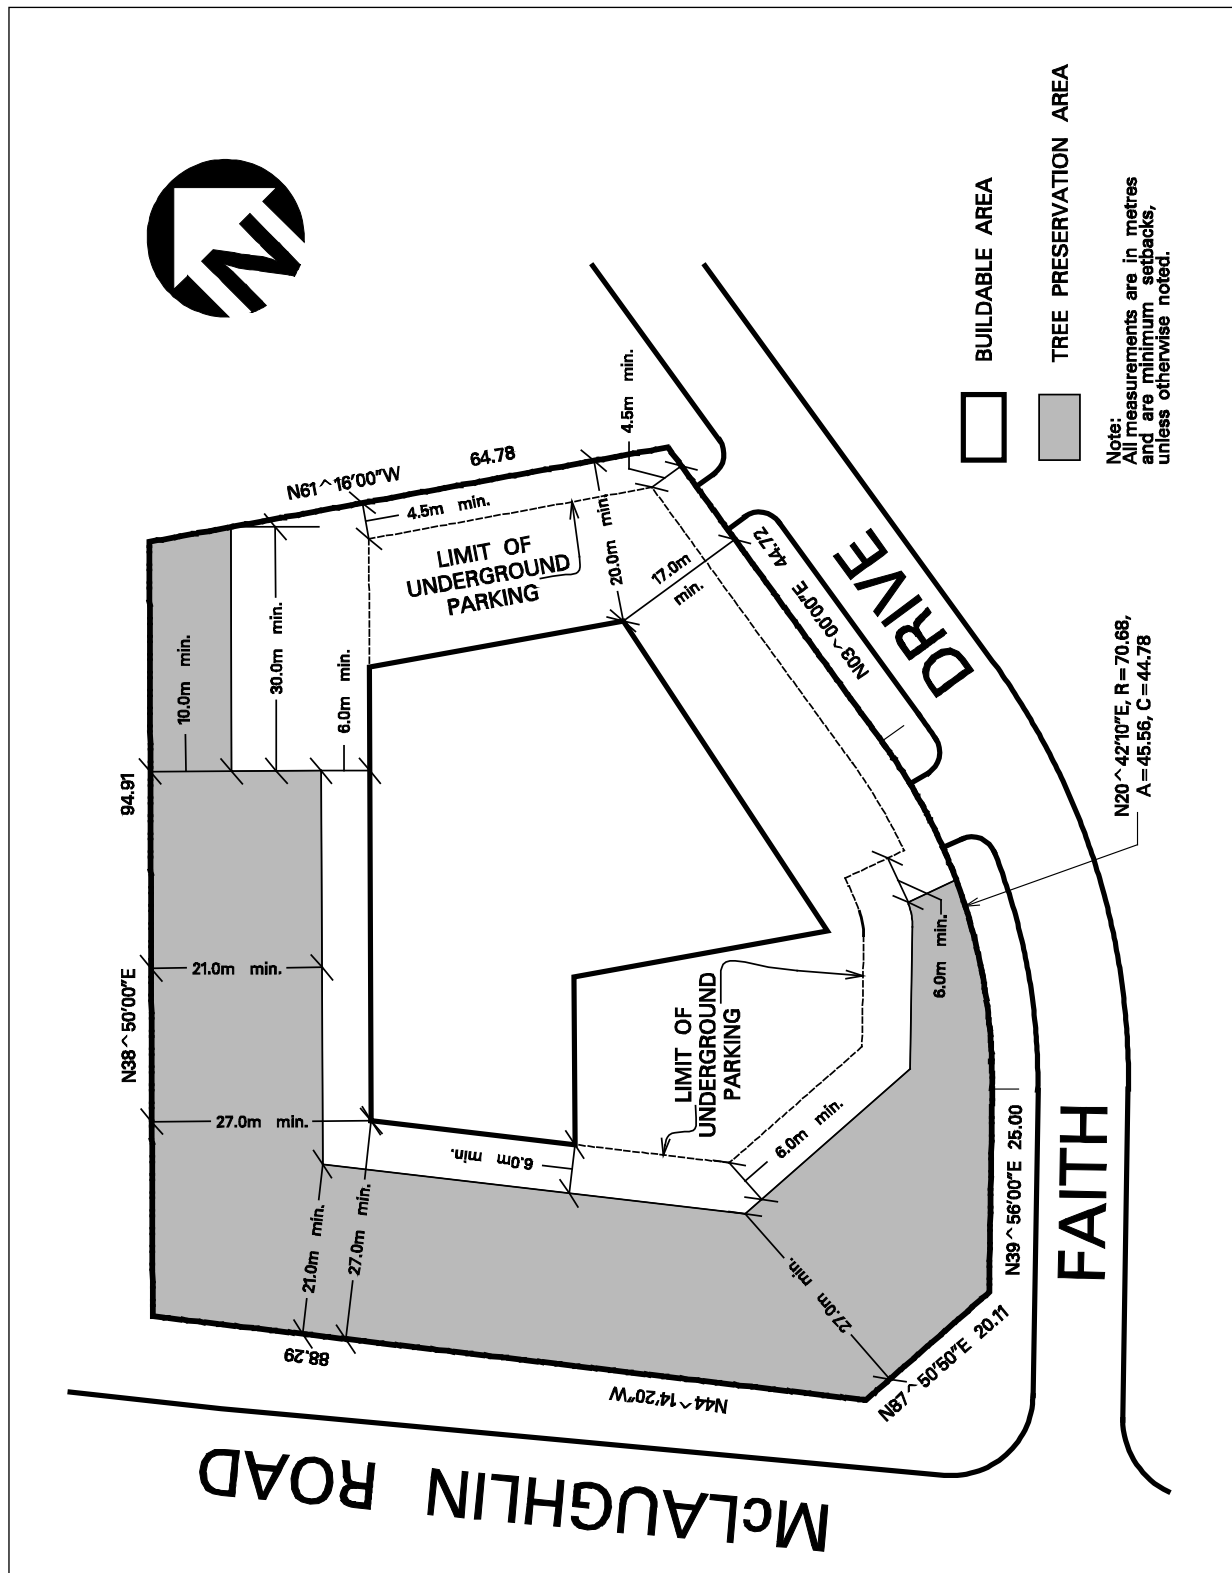 N
N61^16'00"W
64.78
4.5m min.
4.5m min.
LIMIT OF
UNDERGROUND
PARKING
20.0m min.
17.0m
min.
10.0m min.
30.0m min.
6.0m min.
94.91
N38^50'00"E
21.0m min.
27.0m min.
21.0m min.
27.0m min.
6.0m min.
LIMIT OF
UNDERGROUND
PARKING
6.0m min.
6.0m min.
27.0m min.
88.29
N44^14'20"W
N87^50'50"E 20.11
N39^56'00"E 25.00
N03^00'00"E 44.72
N20^42'10"E, R=70.68,
A=45.56, C=44.78
McLAUGHLIN ROAD
FAITH
DRIVE
BUILDABLE AREA
TREE PRESERVATION AREA
Note:
All measurements are in metres
and are minimum setbacks,
unless otherwise noted.